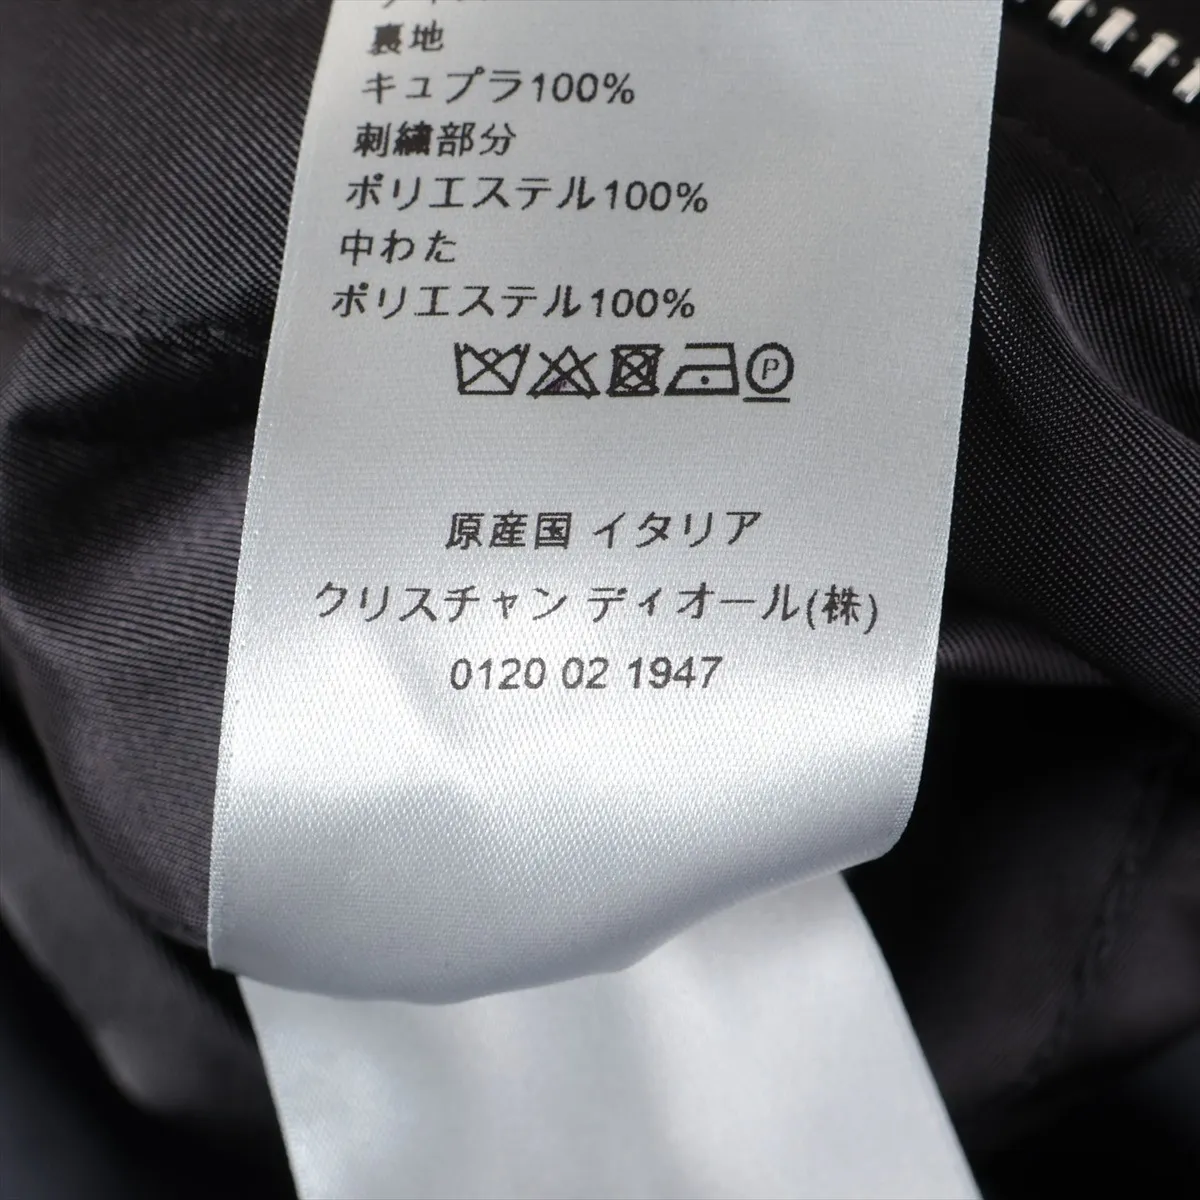 裏地
キュプラ100%
刺繍部分
ポリエステル100%
中わた
ポリエステル100%
P
原産国 イタリア
クリスチャン ディオール(株)
0120 02 1947